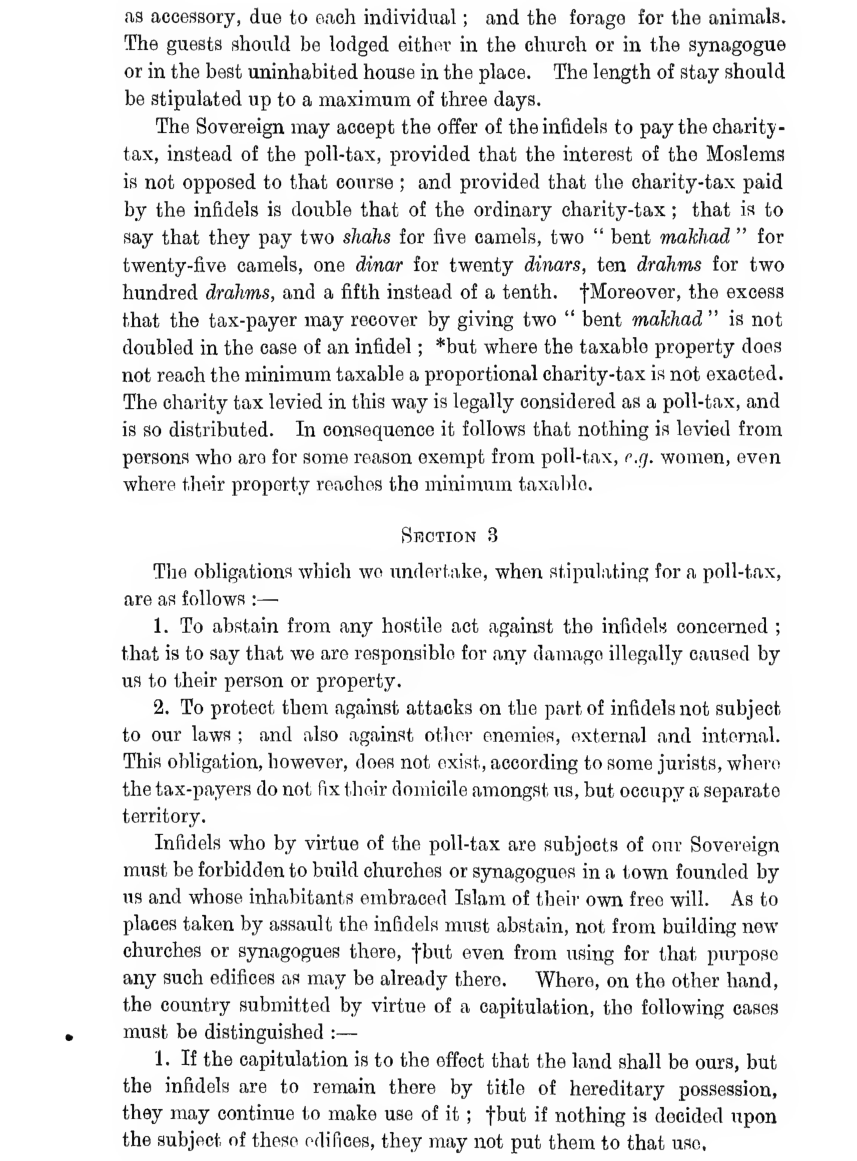 as accessory, due to each individual ; and the forage for the animals.
The guests should be lodged either in the church or in the synagogue
or in the best uninhabited house in the place. The length of stay should
be stipulated up to a maximum of three days.
The Sovereign may accept the offer of the infidels to pay the charity-
tax, instead of the poll-tax, provided that the interest of the Moslems
is not opposed to that course ; and provided that the charity-tax paid
by the infidels is double that of the ordinary charity-tax ; that is to
say that they pay two shahs for five camels, two “ bent makhad ” for
twenty-five camels, one dinar for twenty dinars, ten drahms for two
hundred drahms, and a fifth instead of a tenth. †Moreover, the excess
that the tax-payer may recover by giving two “ bent makhad ” is not
doubled in the case of an infidel ; *but where the taxable property does
not reach the minimum taxable a proportional charity-tax is not exacted.
The charity tax levied in this way is legally considered as a poll-tax, and
is so distributed. In consequence it follows that nothing is levied from
persons who are for some reason exempt from poll-tax, e.g. women, even
where their property reaches the minimum taxable.
SECTION 3
The obligations which we undertake, when stipulating for a poll-tax,
are as follows :—
1. To abstain from any hostile act against the infidels concerned ;
that is to say that we are responsible for any damage illegally caused by
us to their person or property.
2. To protect them against attacks on the part of infidels not subject
to our laws ; and also against other enemies, external and internal.
This obligation, however, does not exist, according to some jurists, where
the tax-payers do not fix their domicile amongst us, but occupy a separate
territory.
Infidels who by virtue of the poll-tax are subjects of our Sovereign
must be forbidden to build churches or synagogues in a town founded by
us and whose inhabitants embraced Islam of their own free will. As to
places taken by assault the infidels must abstain, not from building new
churches or synagogues there, †but even from using for that purpose
any such edifices as may be already there. Where, on the other hand,
the country submitted by virtue of a capitulation, the following cases
must be distinguished :—
1. If the capitulation is to the effect that the land shall be ours, but
the infidels are to remain there by title of hereditary possession,
they may continue to make use of it ; †but if nothing is decided upon
the subject of these edifices, they may not put them to that use.